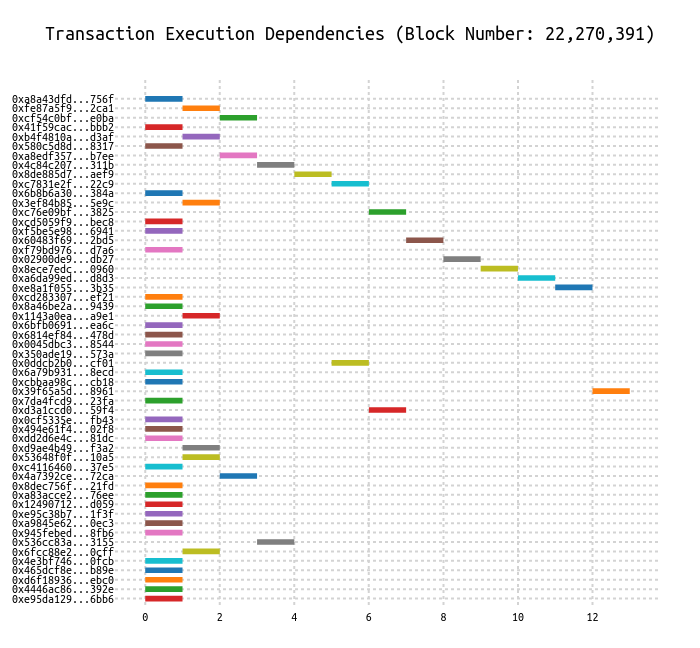 Transaction Execution Dependencies (Block Number: 22,270,391)
0xa8a43dfd...756f
0xfe87a5f9...2ca1
0xcf54c0bf...e0ba
0x41f59cac...bbb2
0xb4f4810a...d3af
0x580c5d8d...8317
0xa8edf357...b7ee
0x4c84c207...311b
0x8de885d7...aef9
0xc7831e2f...22c9
0x6b8b6a30...384a
0x3ef84b85...5e9c
0xc76e09bf...3825
0xcd5059f9...bec8
0xf5be5e98...6941
0x60483f69...2bd5
0xf79bd976...d7a6
0x02900de9...db27
0x8ece7edc...0960
0xa6da99ed...d8d3
0xe8a1f055...3b35
0xcd283307...ef21
0x8a46be2a...9439
0x1143a0ea...a9e1
0x6bfb0691...ea6c
0x6814ef84...478d
0x0045dbc3...8544
0x350ade19...573a
0x0ddcb2b0...cf01
0x6a79b931...8ecd
0xcbbaa98c...cb18
0x39f65a5d...8961
0x7da4fcd9...23fa
0xd3a1ccd0...59f4
0x0cf5335e...fb43
0x494e61f4...02f8
0xdd2d6e4c...81dc
0xd9ae4b49...f3a2
0x53648f0f...10a5
0xc4116460...37e5
0x4a7392ce...72ca
0x8dec756f...21fd
0xa83acce2...76ee
0x12490712...d059
0xe95c38b7...1f3f
0xa9845e62...0ec3
0x945febed...8fb6
0x536cc83a...3155
0x6fcc88e2...0cff
0x4e3bf746...0fcb
0x465dcf8e...b89e
0xd6f18936...ebc0
0x4446ac86...392e
0xe95da129...6bb6
0 2 4 6 8 10 12